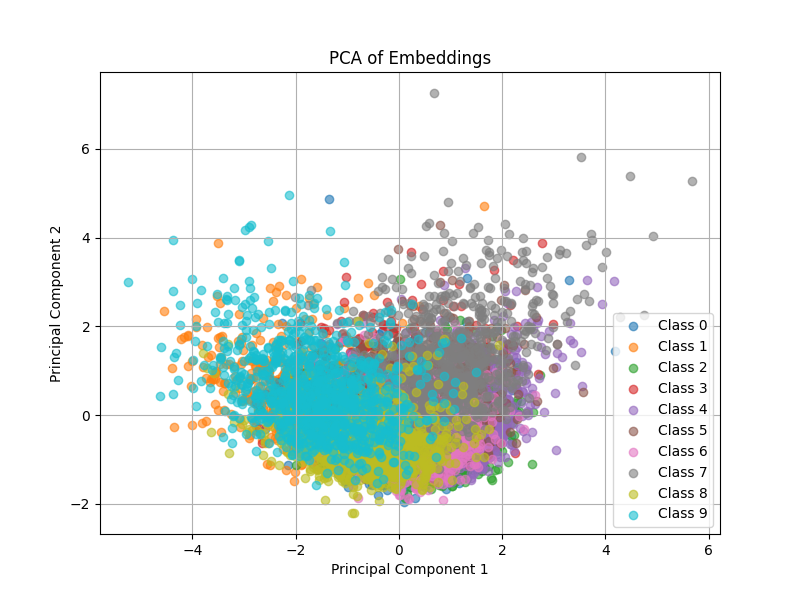 PCA of Embeddings
Principal Component 2
6
4
2
0
−2
−4
−2
0
2
4
6
Principal Component 1
Class 0
Class 1
Class 2
Class 3
Class 4
Class 5
Class 6
Class 7
Class 8
Class 9